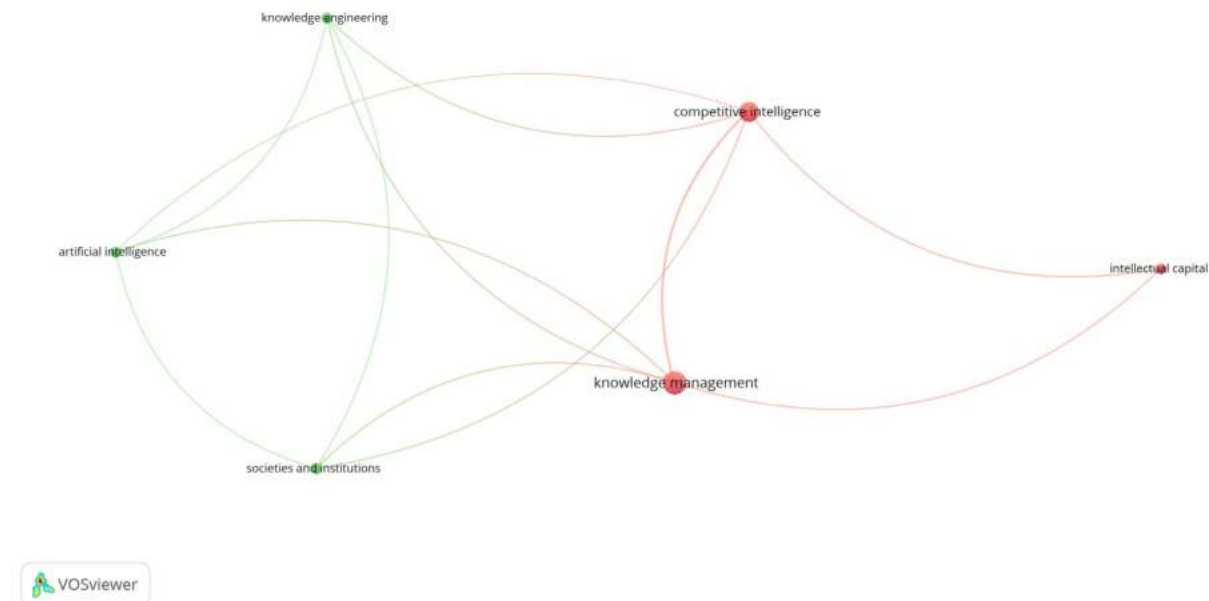 knowledge engineering
competitive intelligence
artificial intelligence
intellectual capital
knowledge management
societies and institutions
VOSviewer